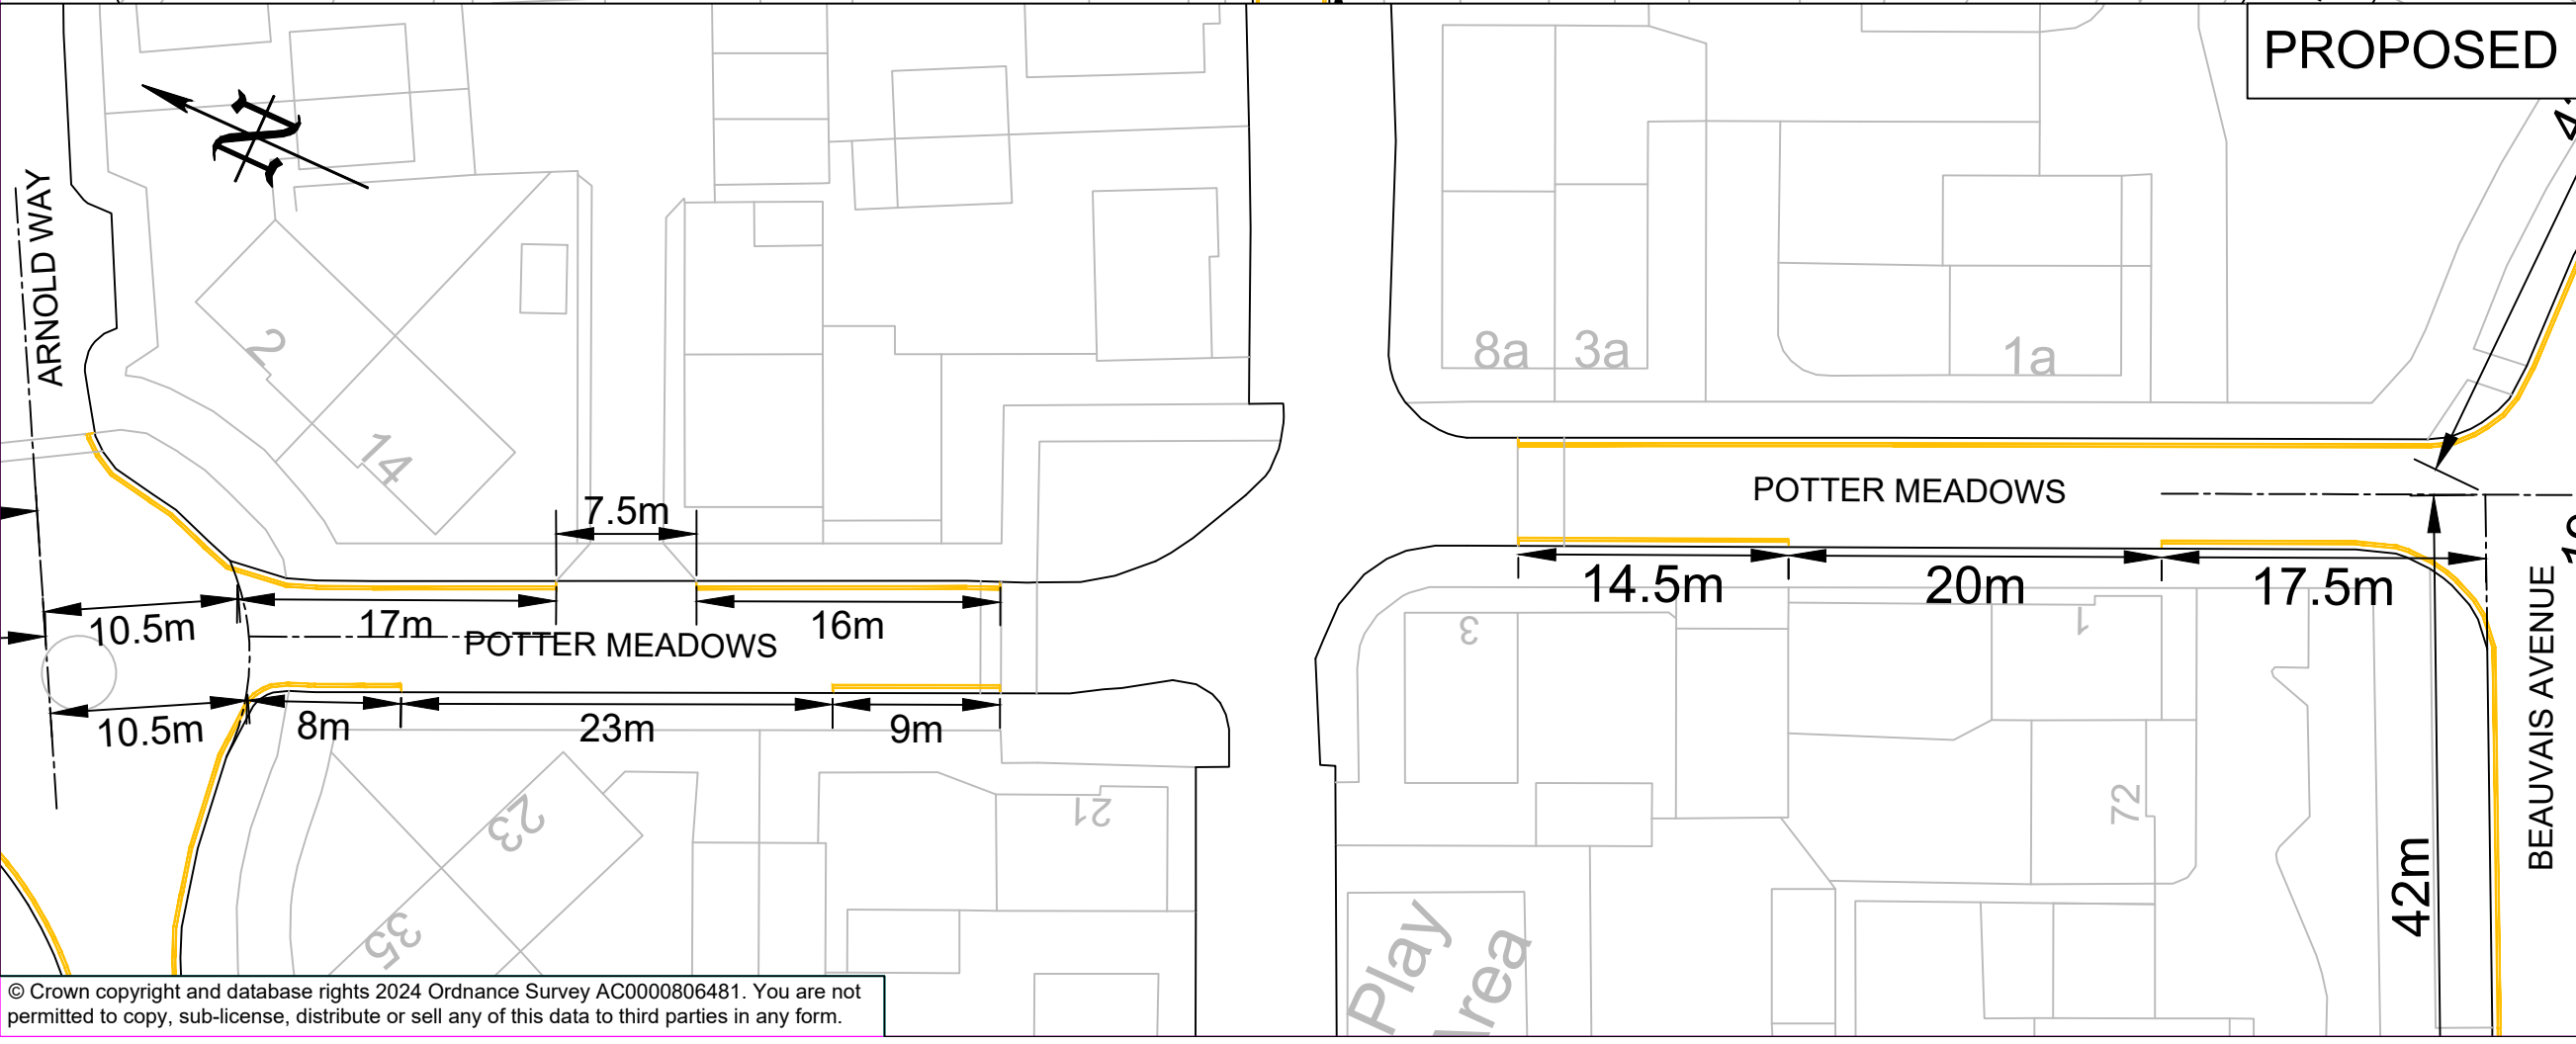 PROPOSED
N
ARNOLD WAY
2
14
7.5m
8a
3a
1a
POTTER MEADOWS
10.5m
17m
16m
POTTER MEADOWS
14.5m
20m
17.5m
10.5m
8m
23m
9m
3
1
23
21
72
35
42m
BEAUVAIS AVENUE
Play
Area
© Crown copyright and database rights 2024 Ordnance Survey AC0000806481. You are not
permitted to copy, sub-license, distribute or sell any of this data to third parties in any form.